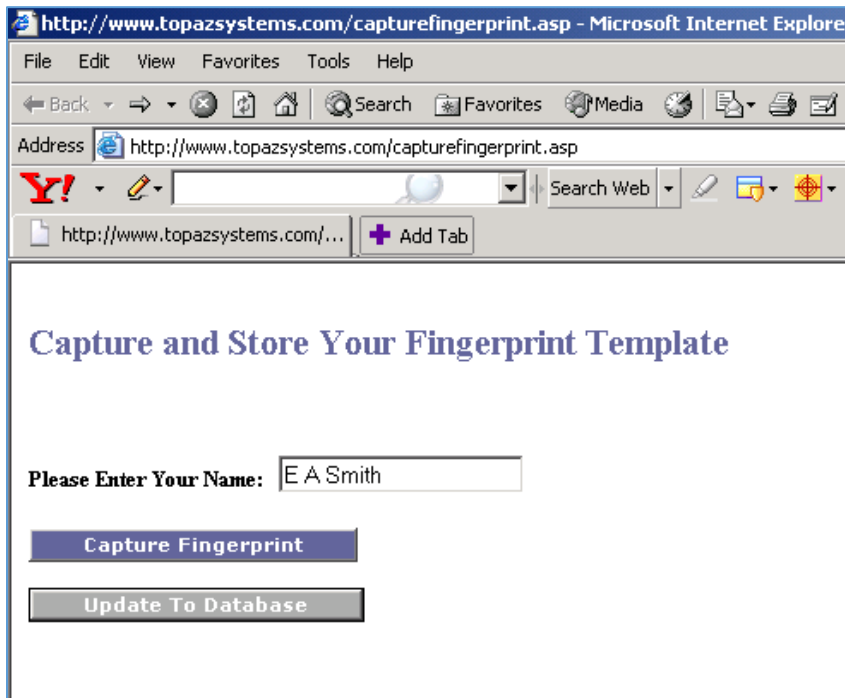 http://www.topazsystems.com/capturefingerprint.asp - Microsoft Internet Explore
File Edit View Favorites Tools Help
Back Search Favorites Media
Address http://www.topazsystems.com/capturefingerprint.asp
Y! Search Web
http://www.topazsystems.com/... Add Tab
Capture and Store Your Fingerprint Template
Please Enter Your Name: E A Smith
Capture Fingerprint
Update To Database